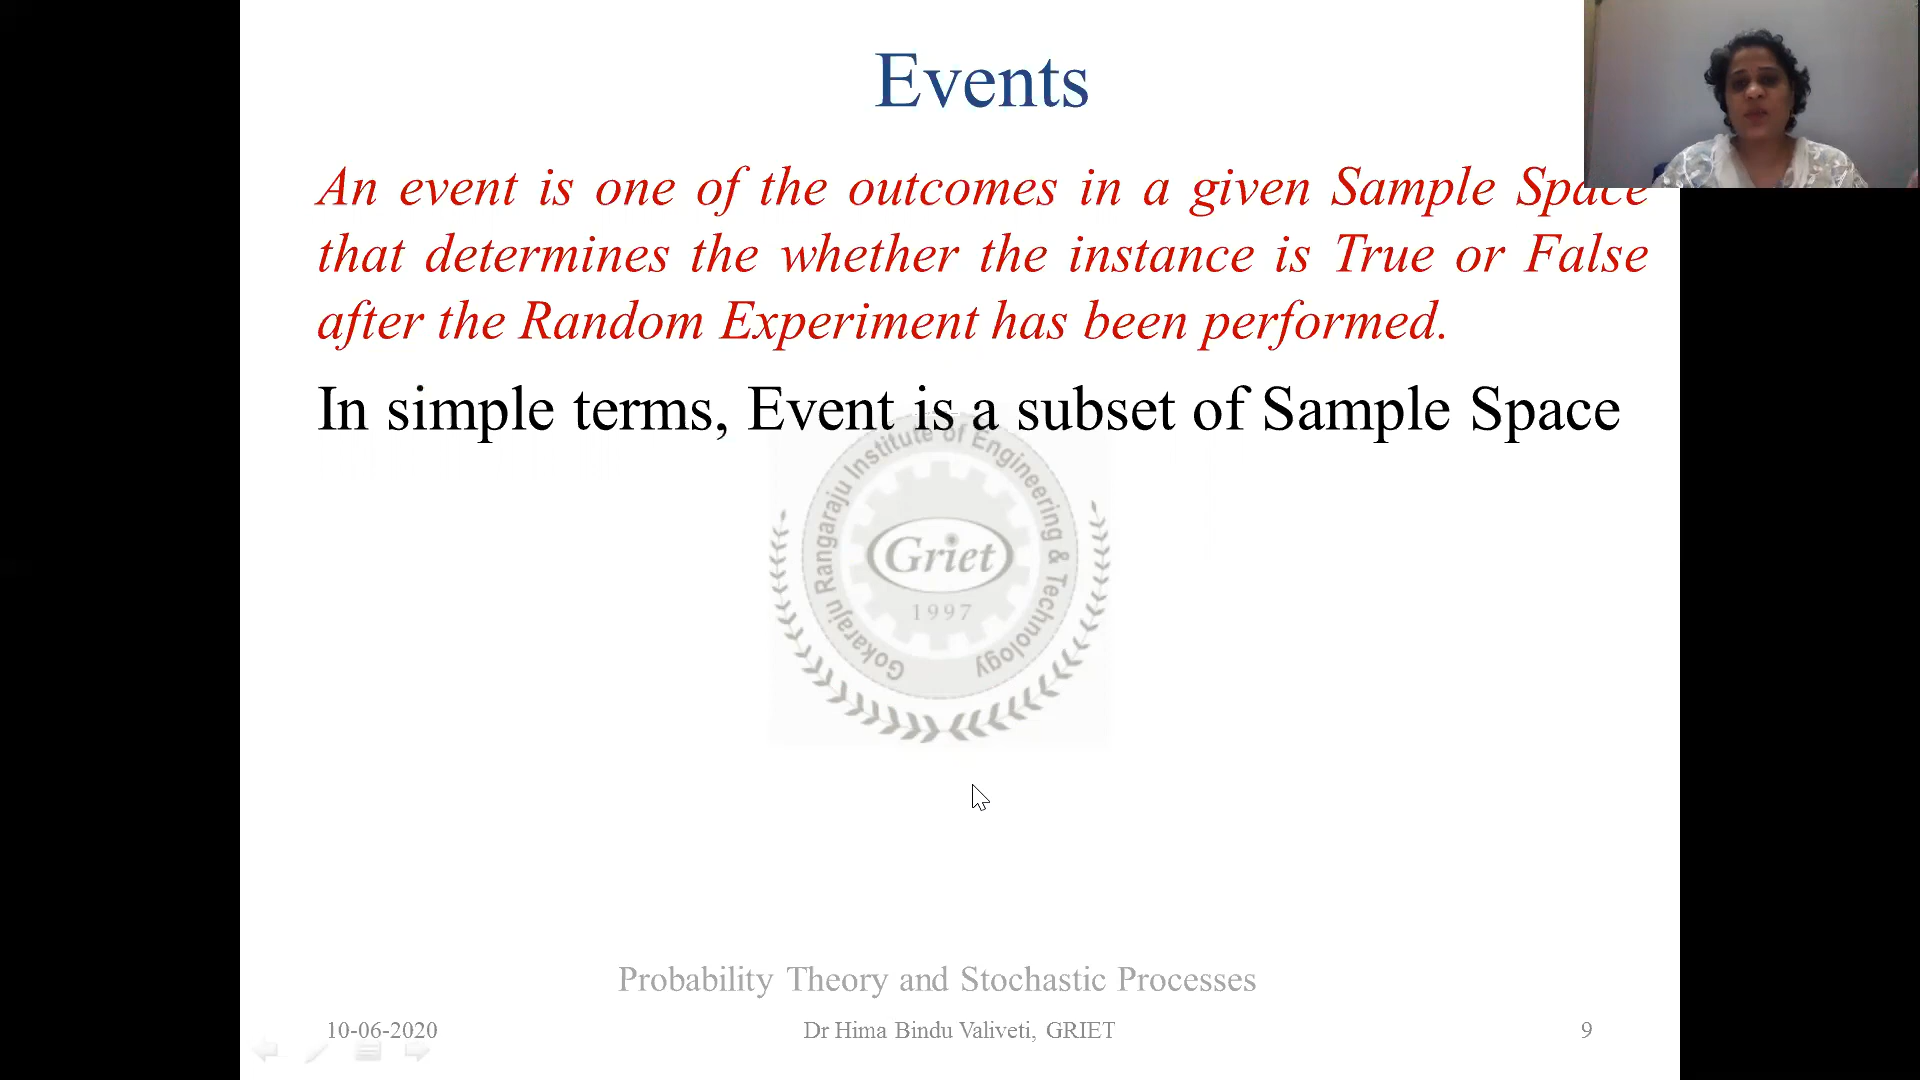 Events
An event is one of the outcomes in a given Sample Space
that determines the whether the instance is True or False
after the Random Experiment has been performed.
In simple terms, Event is a subset of Sample Space
Gokaraju Rangaraju Institute of Engineering & Technology
Griet
1997
Probability Theory and Stochastic Processes
10-06-2020
Dr Hima Bindu Valiveti, GRIET
9